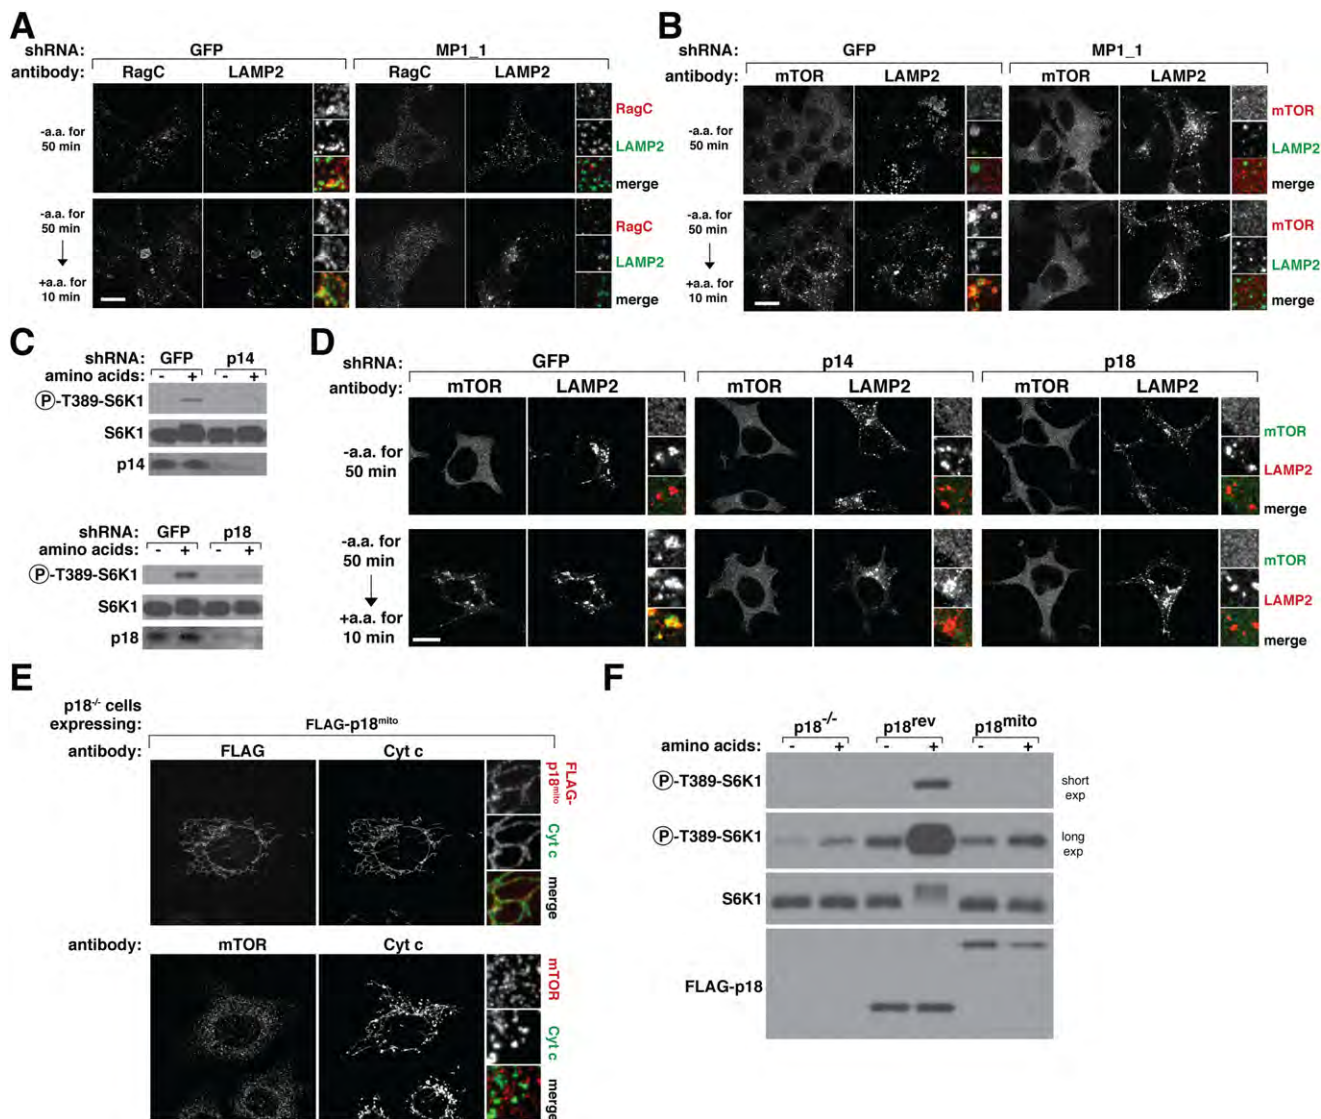 A
shRNA: GFP MP1_1
antibody: RagC LAMP2 RagC LAMP2
-a.a. for
50 min
RagC
LAMP2
merge
-a.a. for
50 min
+a.a. for
10 min
RagC
LAMP2
merge
B
shRNA: GFP MP1_1
antibody: mTOR LAMP2 mTOR LAMP2
-a.a. for
50 min
mTOR
LAMP2
merge
-a.a. for
50 min
+a.a. for
10 min
mTOR
LAMP2
merge
C
shRNA: GFP p14
amino acids: - + - +
Ⓟ-T389-S6K1
S6K1
p14
shRNA: GFP p18
amino acids: - + - +
Ⓟ-T389-S6K1
S6K1
p18
D
shRNA: GFP p14 p18
antibody: mTOR LAMP2 mTOR LAMP2 mTOR LAMP2
-a.a. for
50 min
mTOR
LAMP2
merge
-a.a. for
50 min
+a.a. for
10 min
mTOR
LAMP2
merge
E
p18-/- cells
expressing: FLAG-p18mito
antibody: FLAG Cyt c
FLAG-
p18mito
Cyt c
merge
antibody: mTOR Cyt c
mTOR
Cyt c
merge
F
p18-/- p18rev p18mito
amino acids: - + - + - +
Ⓟ-T389-S6K1 short
exp
Ⓟ-T389-S6K1 long
exp
S6K1
FLAG-p18